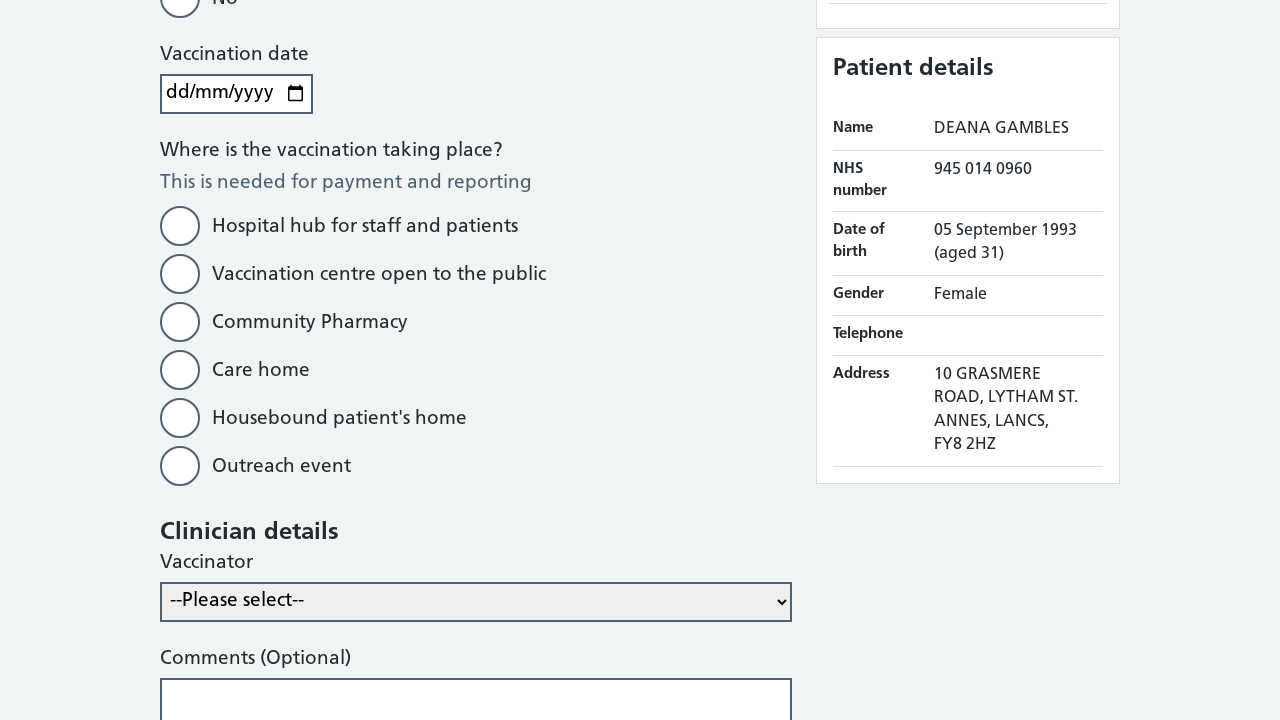 No
Vaccination date
dd/mm/yyyy
Where is the vaccination taking place?
This is needed for payment and reporting
Hospital hub for staff and patients
Vaccination centre open to the public
Community Pharmacy
Care home
Housebound patient's home
Outreach event
Clinician details
Vaccinator
--Please select--
Comments (Optional)
Patient details
Name DEANA GAMBLES
NHS number 945 014 0960
Date of birth 05 September 1993 (aged 31)
Gender Female
Telephone
Address 10 GRASMERE
ROAD, LYTHAM ST.
ANNES, LANCS,
FY8 2HZ